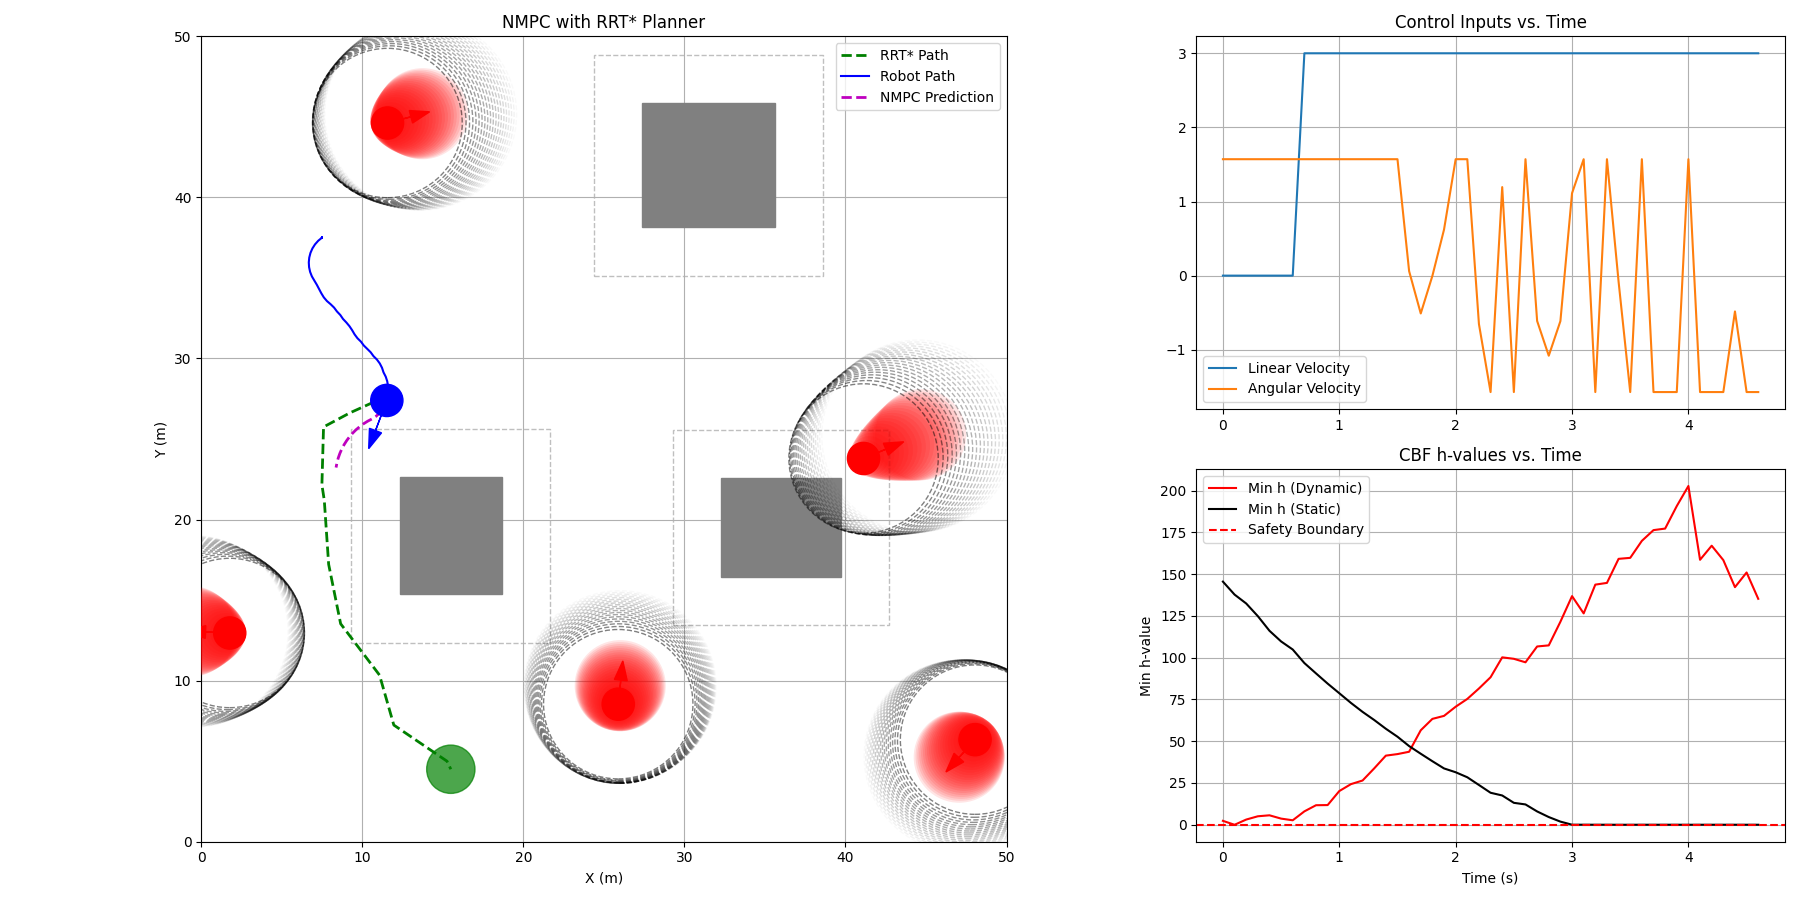 NMPC with RRT* Planner
50
40
30
20
10
0
0 10 20 30 40 50
Y (m)
X (m)
RRT* Path
Robot Path
NMPC Prediction
Control Inputs vs. Time
3
2
1
0
−1
0 1 2 3 4
Linear Velocity
Angular Velocity
CBF h-values vs. Time
200
175
150
125
100
75
50
25
0
0 1 2 3 4
Min h-value
Time (s)
Min h (Dynamic)
Min h (Static)
Safety Boundary